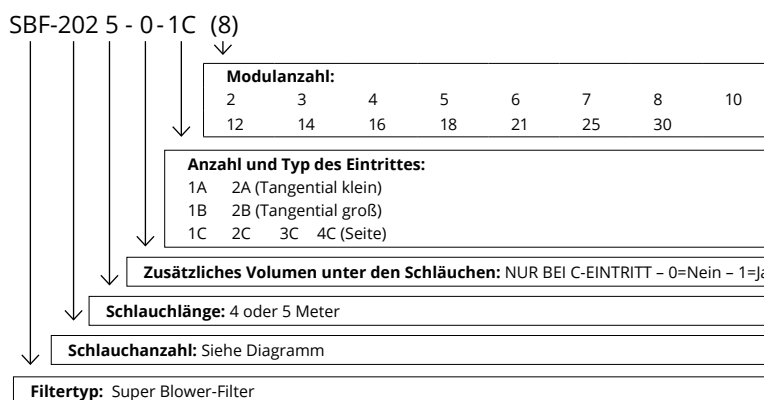 SBF-202 5 - 0 - 1C (8)
Modulanzahl:
2 3 4 5 6 7 8 10
12 14 16 18 21 25 30
Anzahl und Typ des Eintrittes:
1A 2A (Tangential klein)
1B 2B (Tangential groß)
1C 2C 3C 4C (Seite)
Zusätzliches Volumen unter den Schläuchen: NUR BEI C-EINTRITT – 0=Nein – 1=Ja
Schlauchlänge: 4 oder 5 Meter
Schlauchanzahl: Siehe Diagramm
Filtertyp: Super Blower-Filter